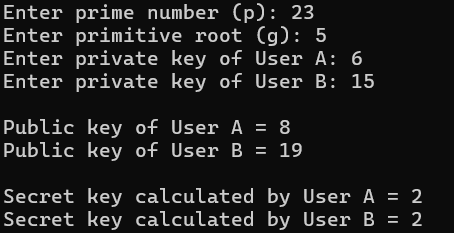 Enter prime number (p): 23
Enter primitive root (g): 5
Enter private key of User A: 6
Enter private key of User B: 15
Public key of User A = 8
Public key of User B = 19
Secret key calculated by User A = 2
Secret key calculated by User B = 2